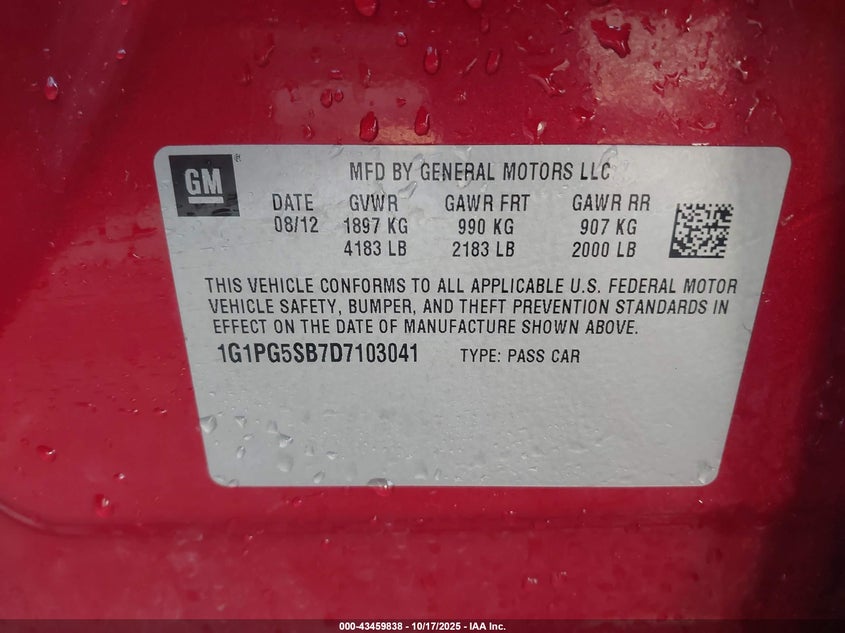 GM ®
MFD BY GENERAL MOTORS LLC
DATE GVWR GAWR FRT GAWR RR
08/12 1897 KG 990 KG 907 KG
4183 LB 2183 LB 2000 LB
THIS VEHICLE CONFORMS TO ALL APPLICABLE U.S. FEDERAL MOTOR
VEHICLE SAFETY, BUMPER, AND THEFT PREVENTION STANDARDS IN
EFFECT ON THE DATE OF MANUFACTURE SHOWN ABOVE.
1G1PG5SB7D7103041 TYPE: PASS CAR
000-43459838 - 10/17/2025 - IAA Inc.